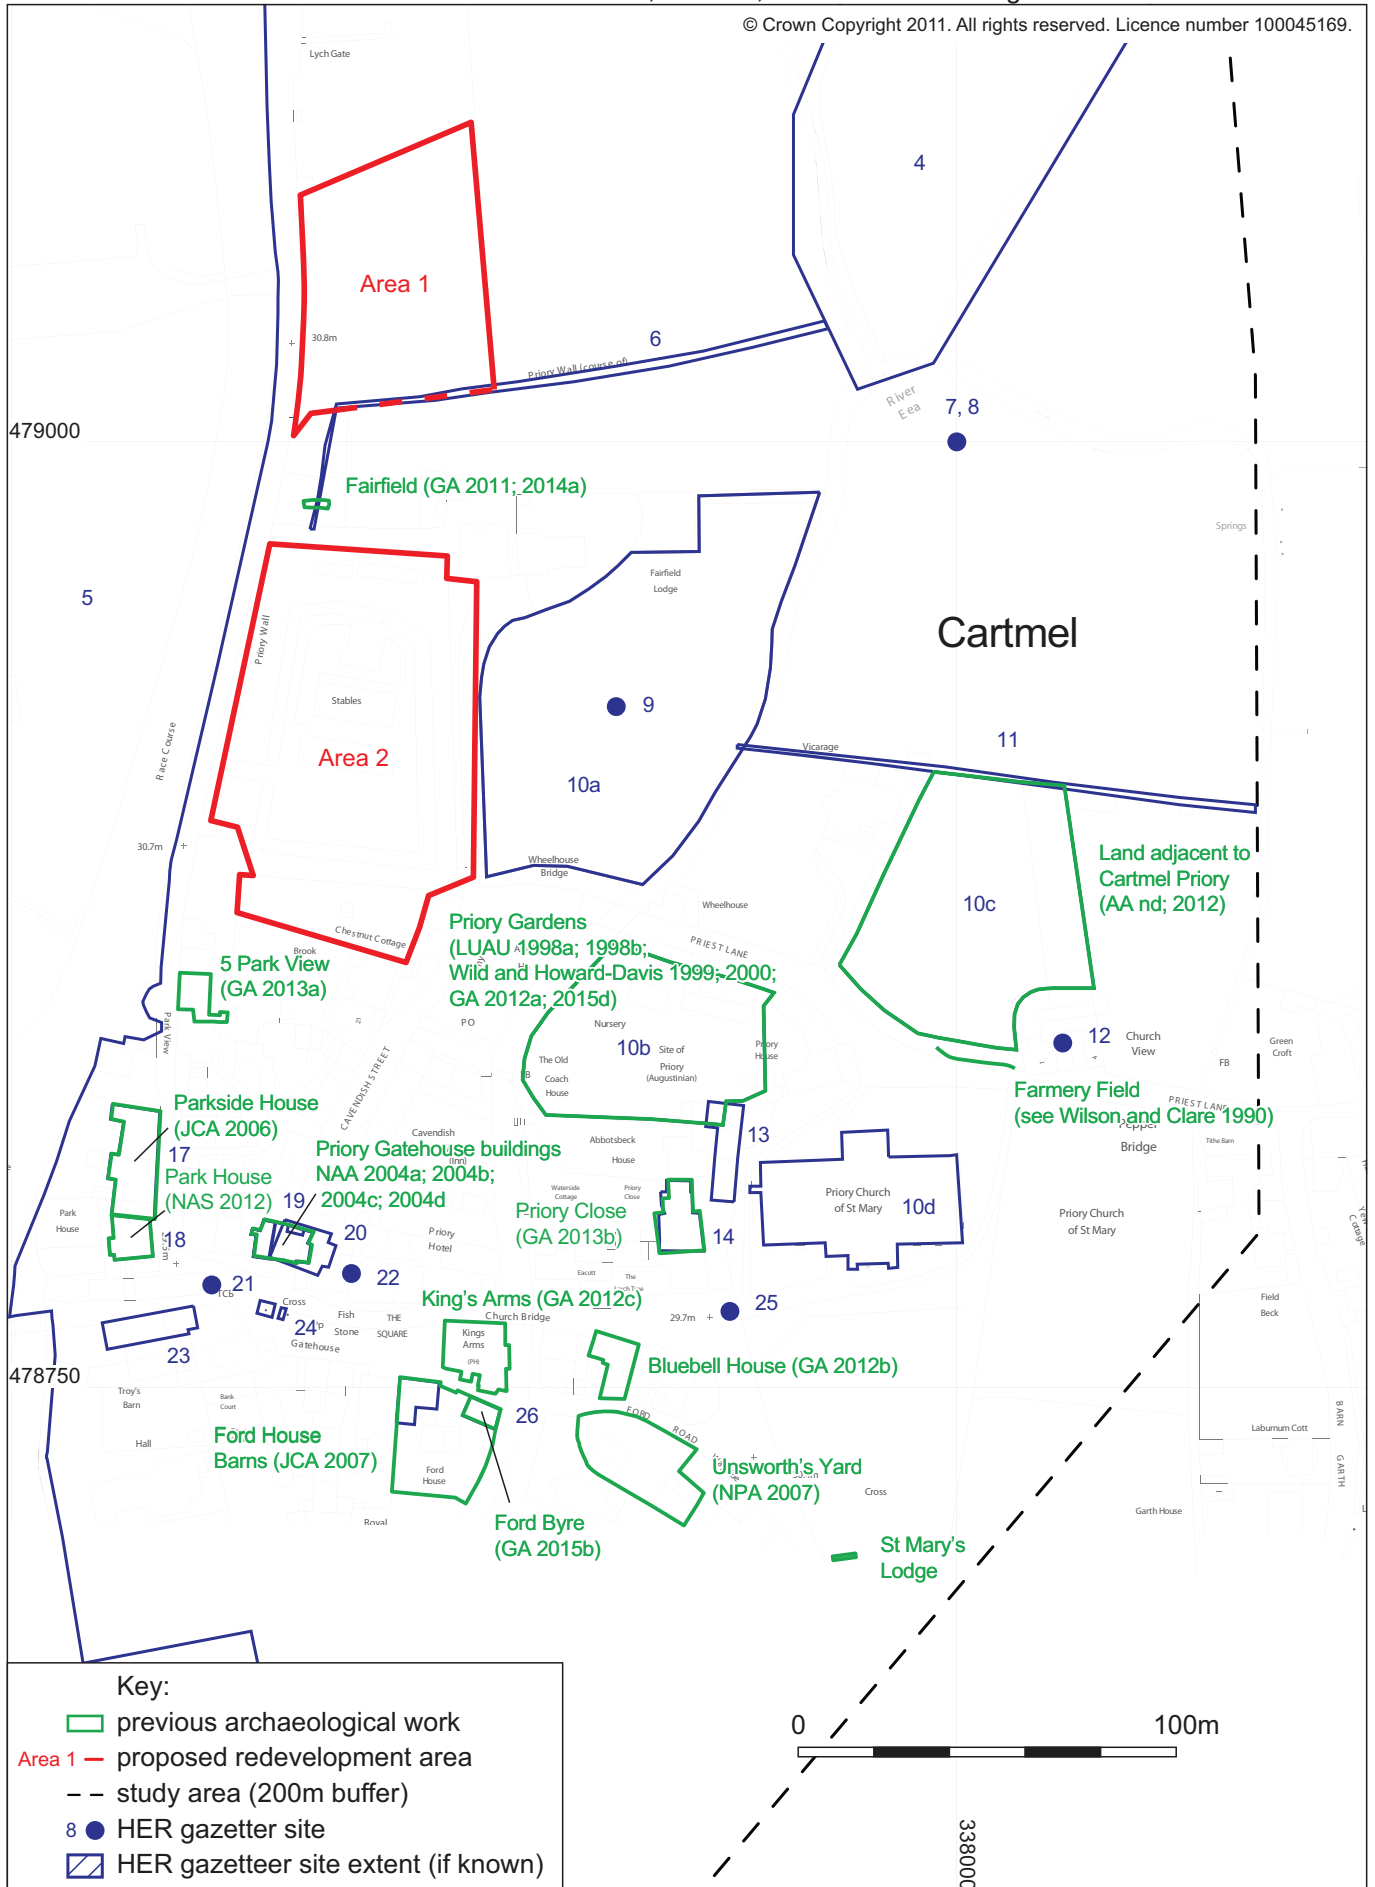 © Crown Copyright 2011. All rights reserved. Licence number 100045169.
Lych Gate
4
Area 1
30.8m
6
Priory Wall (course of)
River
Eea
7, 8
479000
Fairfield (GA 2011; 2014a)
Springs
Fairfield
Lodge
5
Cartmel
Priory Wall
Stables
9
Race Course
Area 2
11
Vicarage
10a
30.7m
Wheelhouse
Bridge
Land adjacent to
Cartmel Priory
(AA nd; 2012)
Wheelhouse
10c
Priory Gardens
(LUAU 1998a; 1998b;
Wild and Howard-Davis 1999; 2000;
GA 2012a; 2015d)
PRIEST LANE
Chestnut Cottage
Brook
5 Park View
(GA 2013a)
Park View
PO
Nursery
10b
Site of
Priory
(Augustinian)
Priory
House
The Old
Coach
House
12
Church
View
Green
Croft
FB
CAVENDISH STREET
Farmery Field
(see Wilson and Clare 1990)
PRIEST LANE
Pepper
Bridge
Tithe Barn
Parkside House
(JCA 2006)
17
Cavendish
(Inn)
Priory Gatehouse buildings
NAA 2004a; 2004b;
2004c; 2004d
Abbotsbeck
House
13
Park House
(NAS 2012)
Waterside
Cottage
Priory
Close
Priory Church
of St Mary
10d
Priory Church
of St Mary
Yew
Cottage
Park
House
19
20
Priory
Hotel
Priory Close
(GA 2013b)
14
18
21
22
Eacott
The
TCB
Cross
24
Fish
Stone
THE
SQUARE
King's Arms (GA 2012c)
Church Bridge
29.7m
25
Field
Beck
Gatehouse
23
Kings
Arms
(PH)
Bluebell House (GA 2012b)
478750
Troy's
Barn
Bank
Court
Hall
26
FORD ROAD
BARN GARTH
Laburnum Cott
Ford House
Barns (JCA 2007)
Ford
House
Unsworth's Yard
(NPA 2007)
Cross
Garth House
Royal
Ford Byre
(GA 2015b)
St Mary's
Lodge
Key:
previous archaeological work
Area 1
proposed redevelopment area
study area (200m buffer)
8
HER gazetter site
HER gazetteer site extent (if known)
0
100m
338000